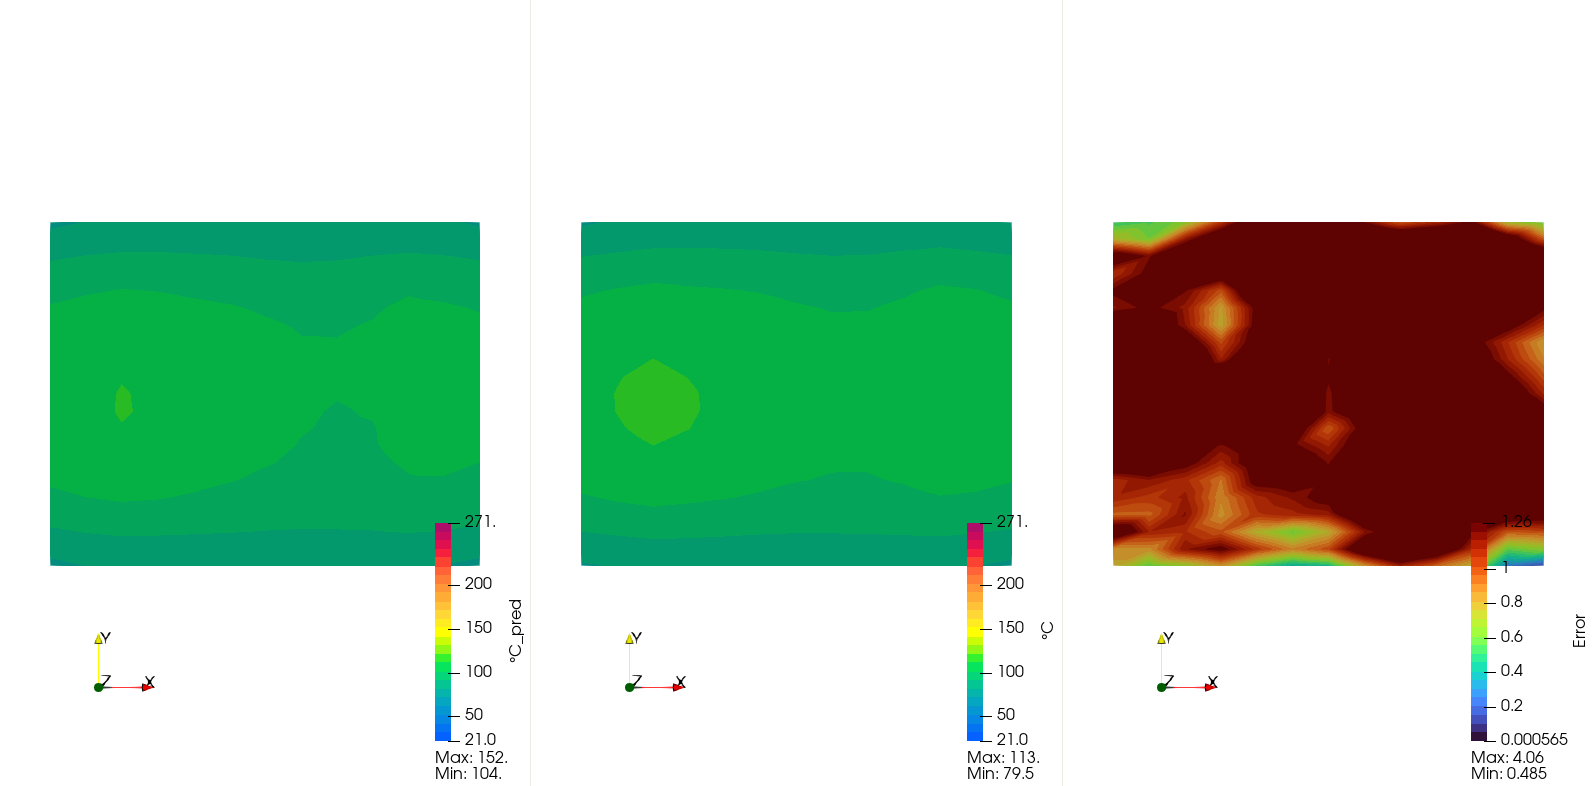 271.
200
150
100
50
21.0
°C_pred
Max: 152.
Min: 104.
Y
Z
X
271.
200
150
100
50
21.0
°C
Max: 113.
Min: 79.5
Y
Z
X
1.26
1
0.8
0.6
0.4
0.2
0.000565
Error
Max: 4.06
Min: 0.485
Y
Z
X